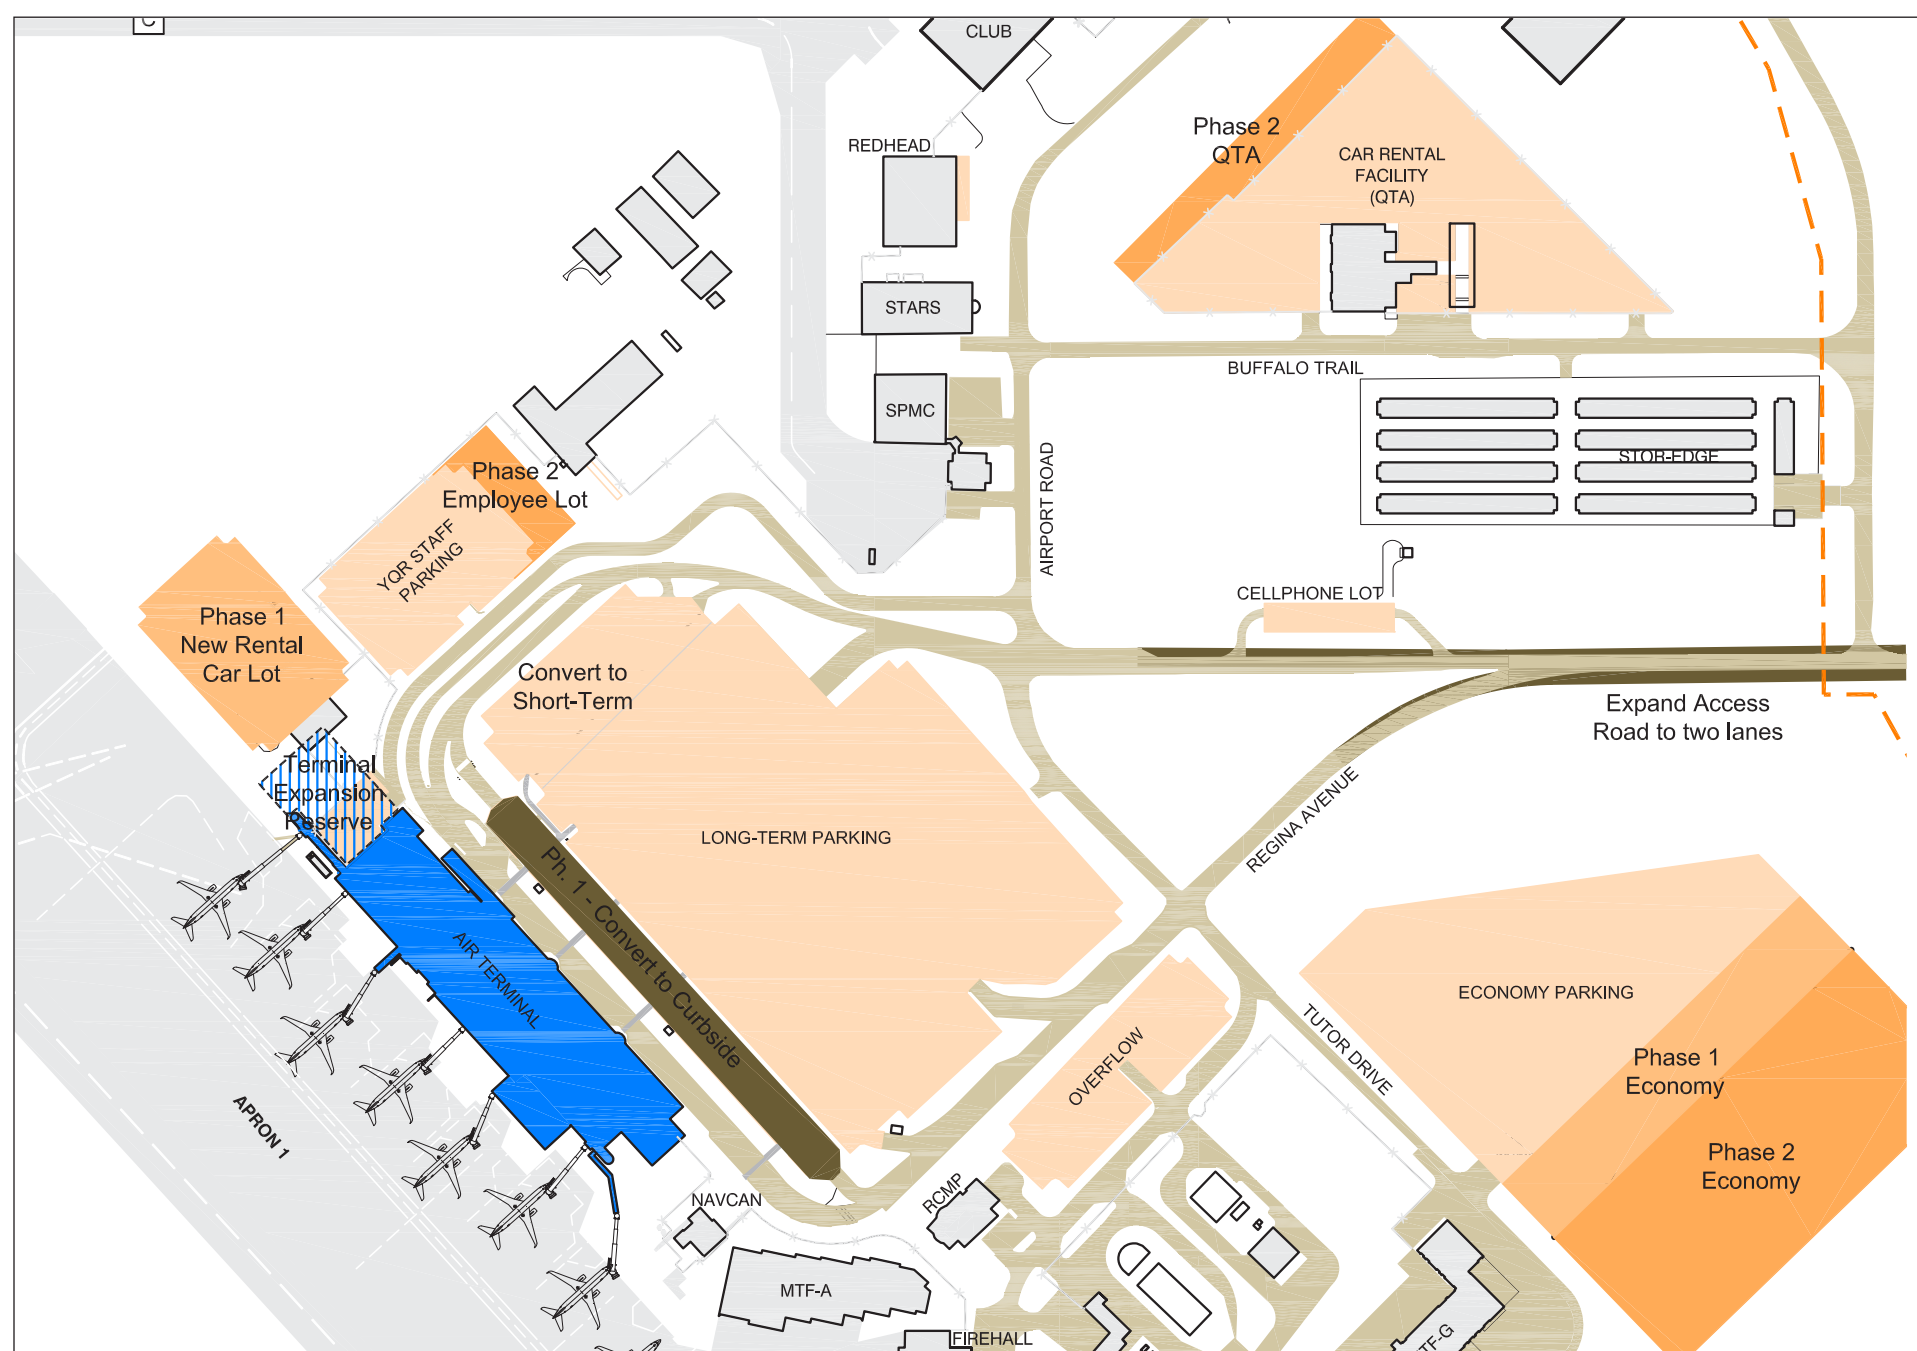 C
CLUB
REDHEAD
Phase 2
QTA
CAR RENTAL
FACILITY
(QTA)
STARS
BUFFALO TRAIL
SPMC
STOR-EDGE
AIRPORT ROAD
Phase 2
Employee Lot
YQR STAFF
PARKING
CELLPHONE LOT
Phase 1
New Rental
Car Lot
Convert to
Short-Term
Expand Access
Road to two lanes
Terminal
Expansion
Reserve
REGINA AVENUE
LONG-TERM PARKING
Ph. 1 - Convert to Curbside
AIR TERMINAL
ECONOMY PARKING
TUTOR DRIVE
OVERFLOW
Phase 1
Economy
APRON 1
Phase 2
Economy
NAVCAN
RCMP
MTF-A
FIREHALL
TF-G